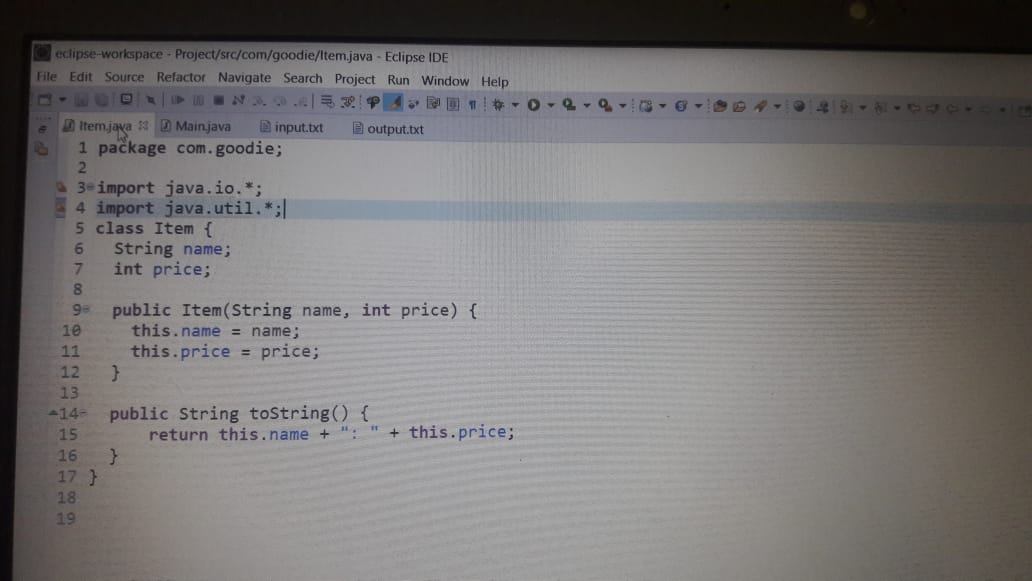 eclipse-workspace - Project/src/com/goodie/Item.java - Eclipse IDE
File Edit Source Refactor Navigate Search Project Run Window Help
Item.java Main.java input.txt output.txt
1 package com.goodie;
2
3 import java.io.*;
4 import java.util.*;
5 class Item {
6 String name;
7 int price;
8
9 public Item(String name, int price) {
10 this.name = name;
11 this.price = price;
12 }
13
14 public String toString() {
15 return this.name + ": " + this.price;
16 }
17 }
18
19